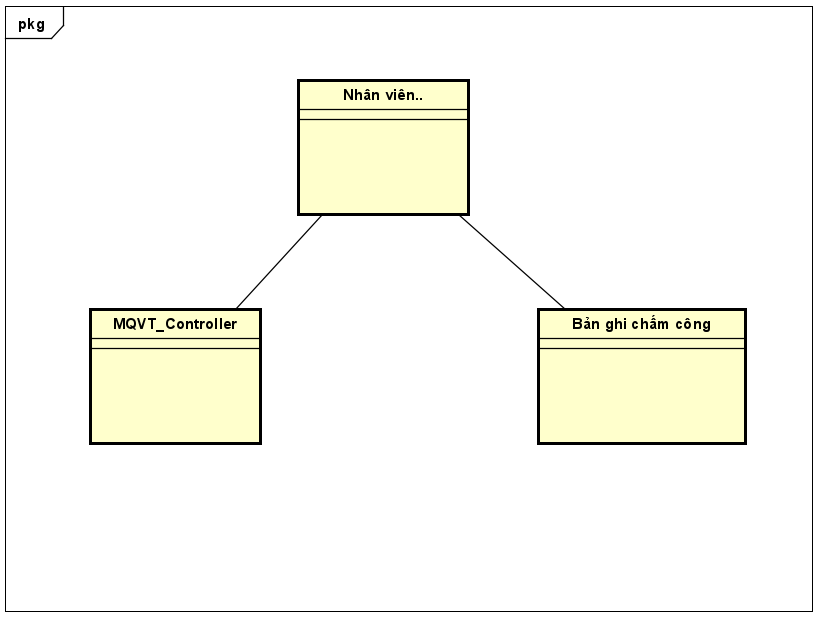 pkg
Nhân viên..
MQVT_Controller
Bản ghi chấm công